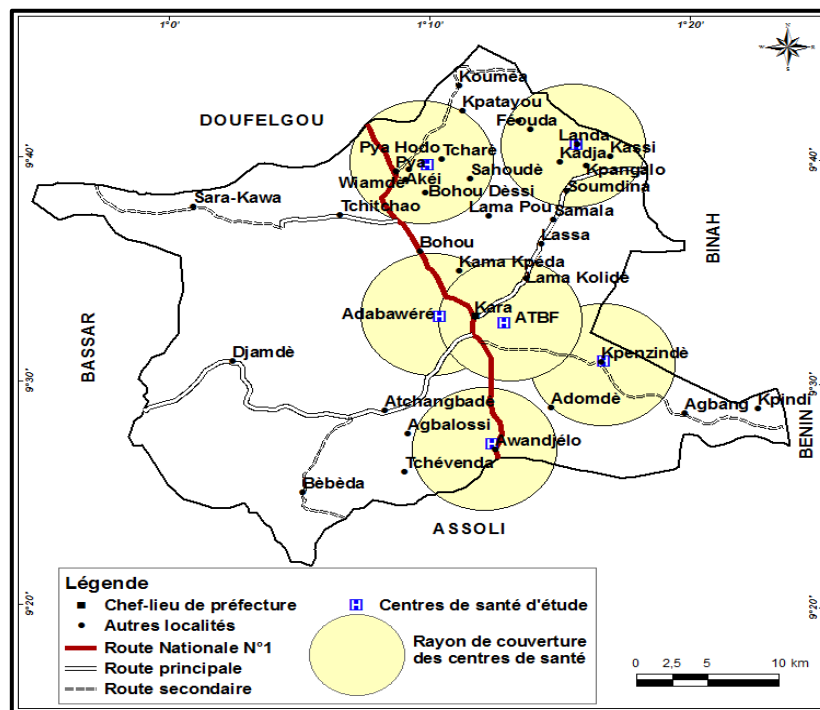 1°0' 1°10' 1°20'
N
Kouméa
Kpatayou
DOUFELGOU
Féouda
Landa
Pya Hodo
Tcharè
Kadja
Kassi
9°40'
9°40'
Pya
Kpangalo
Wiamdè
Akéi
Sahoudè
Soumdina
Bohou Dèssi
Sara-Kawa
Lama Pou
Samala
Tchitchao
Lassa
Bohou
BINAH
Kama Kpéda
Lama Kolidè
Adabawéré
H
Kara
H
ATBF
BASSAR
Djamdè
H
Kpenzindè
9°30'
9°30'
Atchangbadè
Adomdè
Agbang
Kpindi
Agbalossi
BENIN
H
Awandjélo
Tchévenda
Bèbèda
ASSOLI
Légende
Chef-lieu de préfecture
H
Centres de santé d'étude
Autres localités
Route Nationale N°1
Rayon de couverture
des centres de santé
Route principale
Route secondaire
0 2,5 5 10 km
9°20'
9°20'